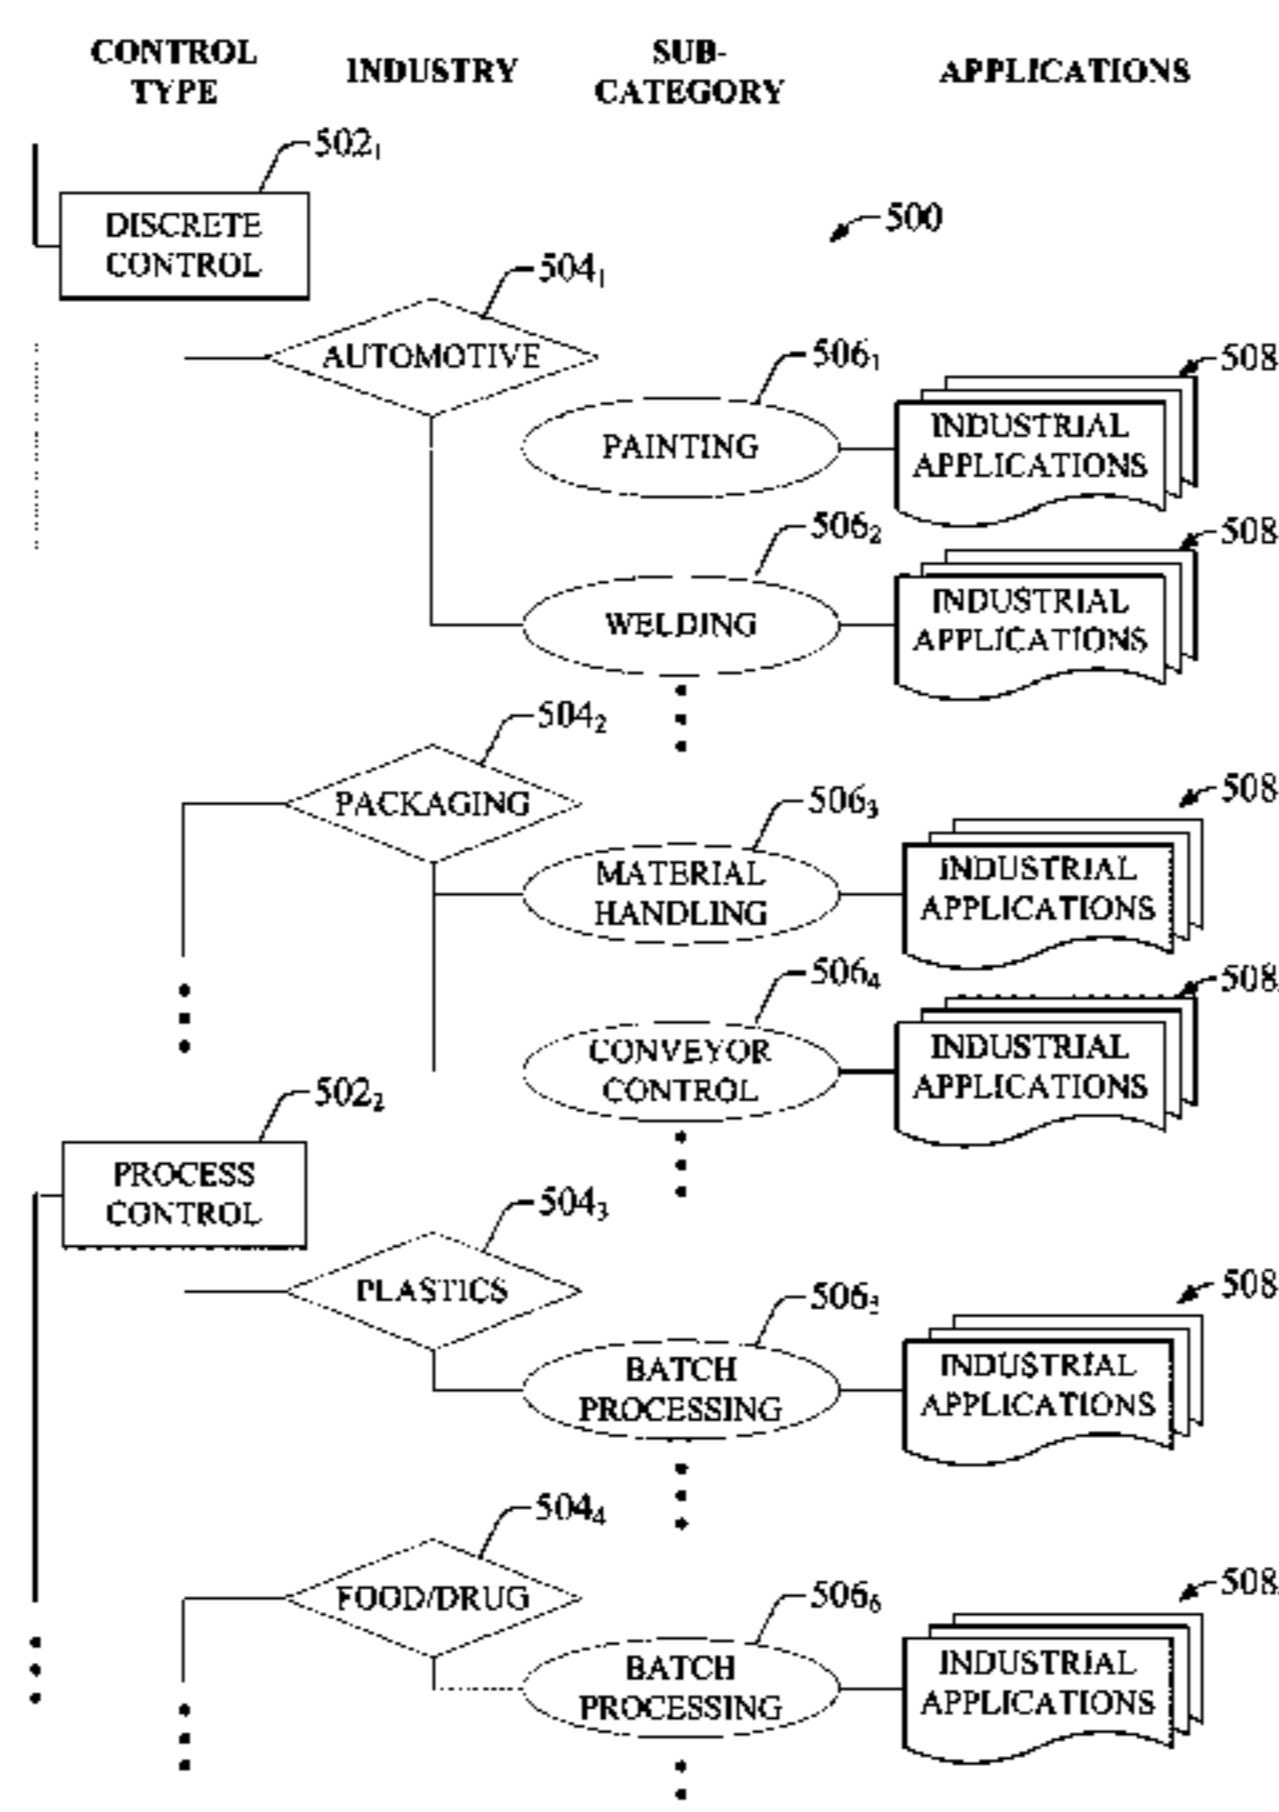 CONTROL
TYPE
INDUSTRY
SUB-
CATEGORY
APPLICATIONS
502₁
DISCRETE
CONTROL
500
504₁
AUTOMOTIVE
506₁
PAINTING
508
INDUSTRIAL
APPLICATIONS
506₂
WELDING
508
INDUSTRIAL
APPLICATIONS
504₂
PACKAGING
506₃
MATERIAL
HANDLING
508
INDUSTRIAL
APPLICATIONS
506₄
CONVEYOR
CONTROL
508
INDUSTRIAL
APPLICATIONS
502₂
PROCESS
CONTROL
504₃
PLASTICS
506
BATCH
PROCESSING
508
INDUSTRIAL
APPLICATIONS
504₄
FOOD/DRUG
506₆
BATCH
PROCESSING
508
INDUSTRIAL
APPLICATIONS